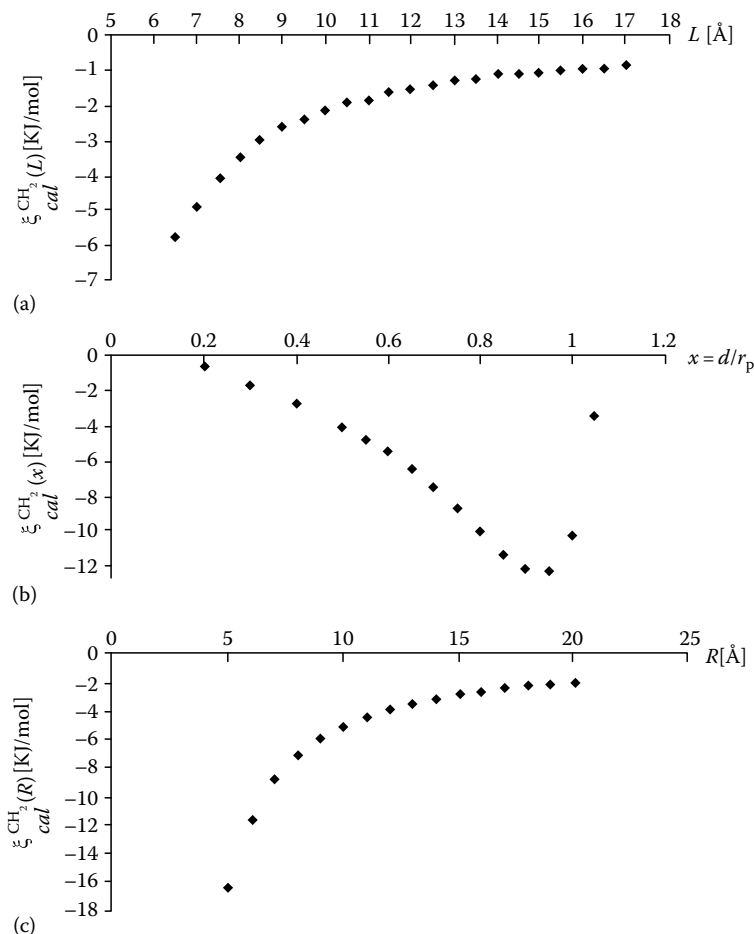 5 6 7 8 9 10 11 12 13 14 15 16 17 18 L [Å]
0
−1
−2
−3
−4
−5
−6
−7
ξ CH₂ cal (L) [KJ/mol]
(a)
0 0.2 0.4 0.6 0.8 1 1.2 x = d/rₚ
0
−2
−4
−6
−8
−10
−12
ξ CH₂ cal (x) [KJ/mol]
(b)
0 5 10 15 20 25 R[Å]
0
−2
−4
−6
−8
−10
−12
−14
−16
−18
ξ CH₂ cal (R) [KJ/mol]
(c)